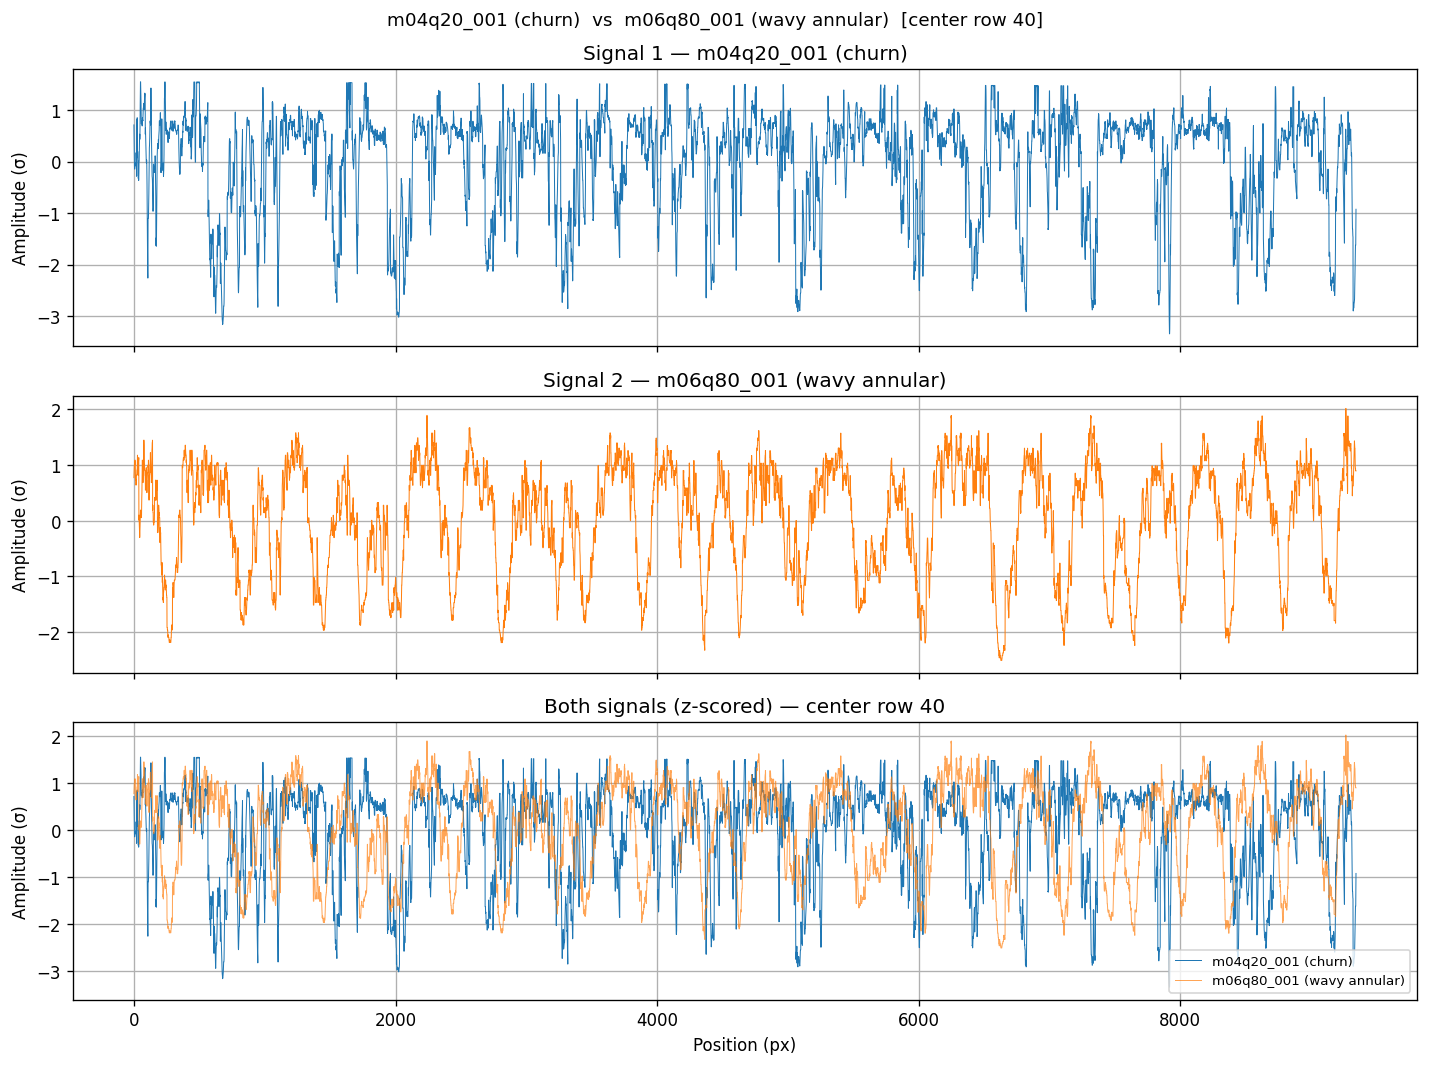 m04q20_001 (churn)  vs  m06q80_001 (wavy annular)  [center row 40]
Signal 1 — m04q20_001 (churn)
1
0
−1
−2
−3
Amplitude (σ)
Signal 2 — m06q80_001 (wavy annular)
2
1
0
−1
−2
Amplitude (σ)
Both signals (z-scored) — center row 40
2
1
0
−1
−2
−3
Amplitude (σ)
m04q20_001 (churn)
m06q80_001 (wavy annular)
0 2000 4000 6000 8000
Position (px)